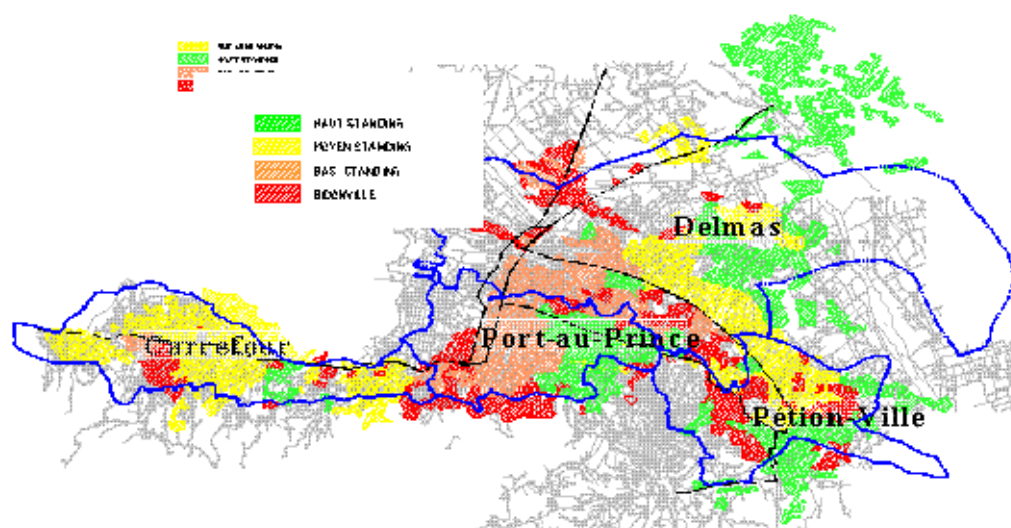 HAUT STANDING
MOYEN STANDING
BAS STANDING
BIDONVILLE
Delmas
Port-au-Prince
Carrefour
Pétion-Ville